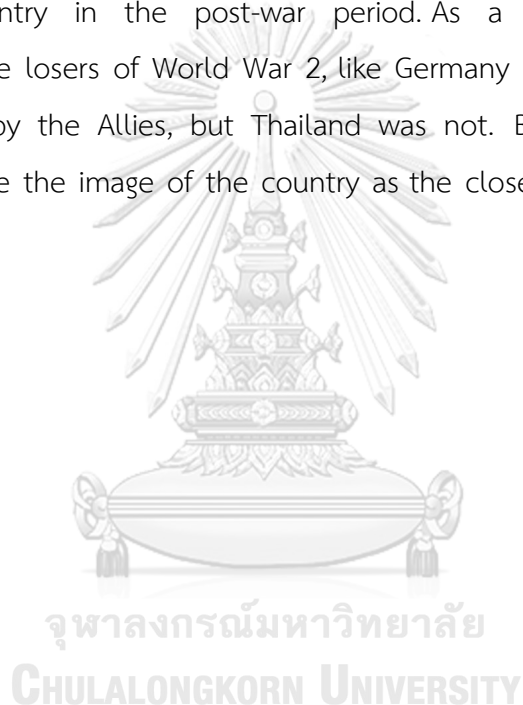 ntry in the post-war period. As a
e losers of World War 2, like Germany
by the Allies, but Thailand was not. E
e the image of the country as the close
จุฬาลงกรณ์มหาวิทยาลัย
CHULALONGKORN UNIVERSITY